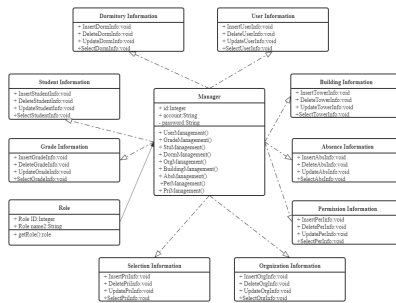 Dormitory Information
+ InsertDormInfo:void
+ DeleteDormInfo:void
+ UpdateDormInfo:void
+SelectDormInfo:void
User Information
+ InsertUserInfo:void
+ DeleteUserInfo:void
+ UpdateUserInfo:void
+SelectUserInfo:void
Student Information
+ InsertStudentInfo:void
+ DeleteStudentInfo:void
+ UpdateStudentInfo:void
+SelectStudentInfo:void
Manager
+ id:Integer
+ account:String
- password:String
+ UserManagement()
+ GradeManagement()
+ StuManagement()
+ DormManagement()
+ OrgManagement()
+ BuildingManagement()
+ AbsManagement()
+ PerManagement()
+ PriManagement()
Building Information
+ InsertTowerInfo:void
+ DeleteTowerInfo:void
+ UpdateTowerInfo:void
+SelectTowerInfo:void
Grade Information
+ InsertGradeInfo:void
+ DeleteGradeInfo:void
+ UpdateGradeInfo:void
+SelectGradeInfo:void
Absence Information
+ InsertAbsInfo:void
+ DeleteAbsInfo:void
+ UpdateAbsInfo:void
+SelectAbsInfo:void
Role
+ Role ID:Integer
+ Role name2:String
+ getRole():role
Permission Information
+ InsertPerInfo:void
+ DeletePerInfo:void
+ UpdatePerInfo:void
+SelectPerInfo:void
Selection Information
+ InsertPriInfo:void
+ DeletePriInfo:void
+ UpdatePriInfo:void
+SelectPriInfo:void
Orgnization Information
+ InsertOrgInfo:void
+ DeleteOrgInfo:void
+ UpdateOrgInfo:void
+SelectOrgInfo:void